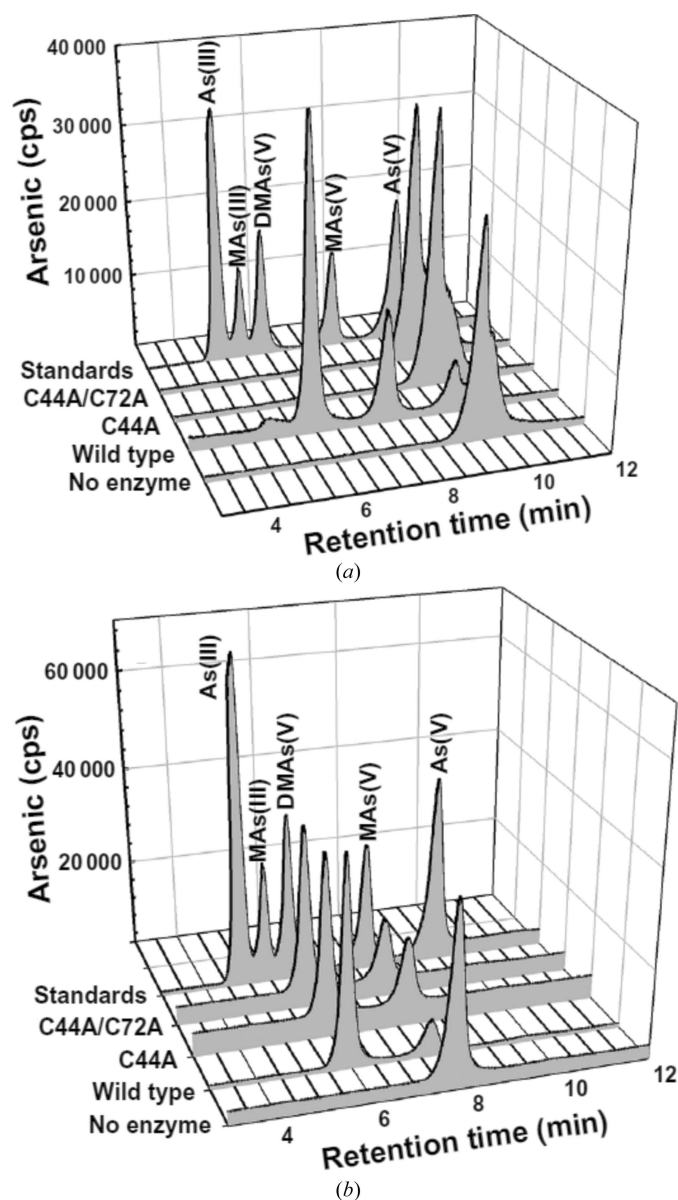 40 000
30 000
20 000
10 000
Arsenic (cps)
As(III)
MAs(III)
DMAs(V)
MAs(V)
As(V)
Standards
C44A/C72A
C44A
Wild type
No enzyme
4
6
8
10
12
Retention time (min)
(a)
60 000
40 000
20 000
Arsenic (cps)
As(III)
MAs(III)
DMAs(V)
MAs(V)
As(V)
Standards
C44A/C72A
C44A
Wild type
No enzyme
4
6
8
10
12
Retention time (min)
(b)